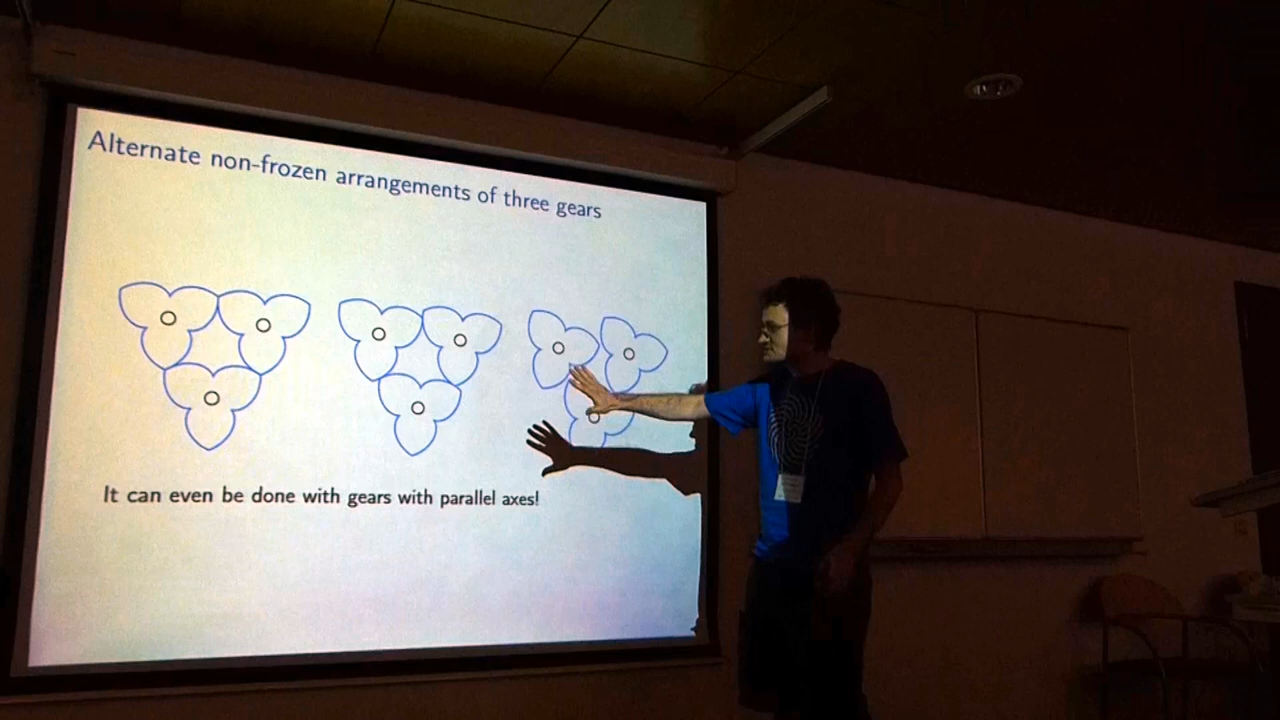 Alternate non-frozen arrangements of three gears
It can even be done with gears with parallel axes!